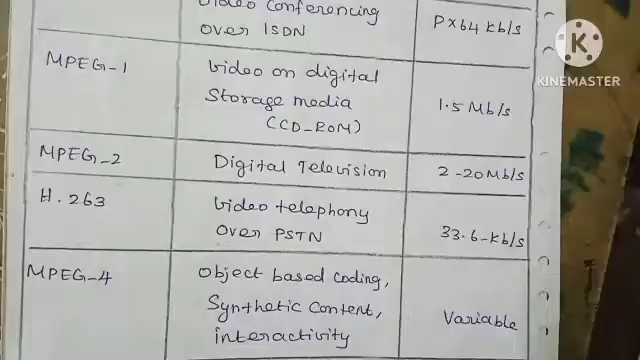 Video Conferencing
Over ISDN
P×64 Kb/s
MPEG-1
Video on digital
Storage media
(CD-ROM)
1.5 Mb/s
MPEG-2
Digital Television
2-20Mb/s
H.263
Video telephony
Over PSTN
33.6-Kb/s
MPEG-4
Object based coding,
Synthetic Content,
interactivity
Variable
K
KINEMASTER